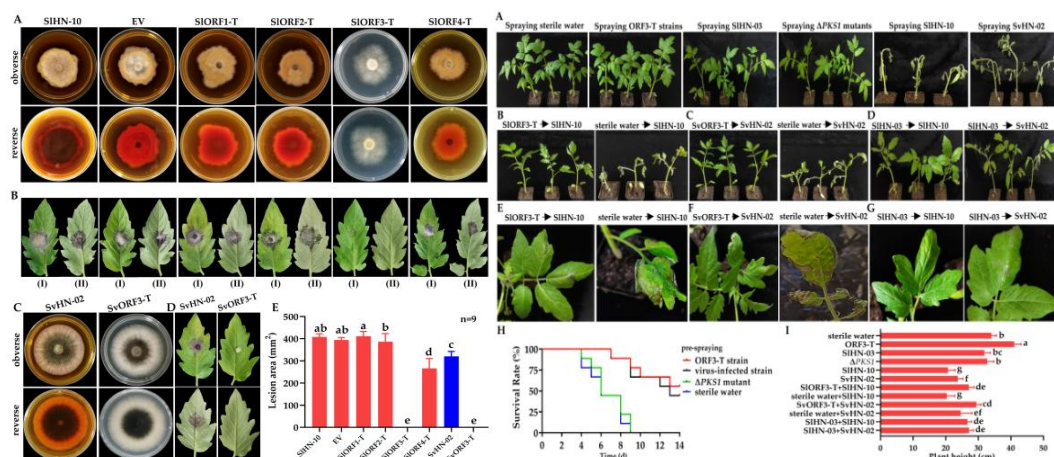 A SlHN-10 EV SlORF1-T SlORF2-T SlORF3-T SlORF4-T
obverse
reverse
B
(I) (II) (I) (II) (I) (II) (I) (II) (I) (II) (I) (II)
C SvHN-02 SvORF3-T D SvHN-02 SvORF3-T
obverse
reverse
E
n=9
Lesion area (mm²)
500
400
300
200
100
0
ab ab a b e d c e
SlHN-10 EV SlORF1-T SlORF2-T SlORF3-T SlORF4-T SvHN-02 SvORF3-T
A Spraying sterile water Spraying ORF3-T strains Spraying SlHN-03 Spraying ΔPKS1 mutants Spraying SlHN-10 Spraying SvHN-02
B SlORF3-T SlHN-10 sterile water SlHN-10 C SvORF3-T SvHN-02 sterile water SvHN-02 D SlHN-03 SlHN-10 SlHN-03 SvHN-02
E SlORF3-T SlHN-10 sterile water SlHN-10 F SvORF3-T SvHN-02 sterile water SvHN-02 G SlHN-03 SlHN-10 SlHN-03 SvHN-02
H
Survival Rate (%)
100
75
50
25
0
0 2 4 6 8 10 12 14
Time (d)
pre-spraying
ORF3-T strain
virus-infected strain
ΔPKS1 mutant
sterile water
I
sterile water b
ORF3-T a
SlHN-03 bc
ΔPKS1 b
SlHN-10 g
SvHN-02 f
SlORF3-T+SlHN-10 de
sterile water+SlHN-10 g
SvORF3-T+SvHN-02 cd
sterile water+SvHN-02 ef
SlHN-03+SlHN-10 de
SlHN-03+SvHN-02 de
0 10 20 30 40 50
Plant height (cm)